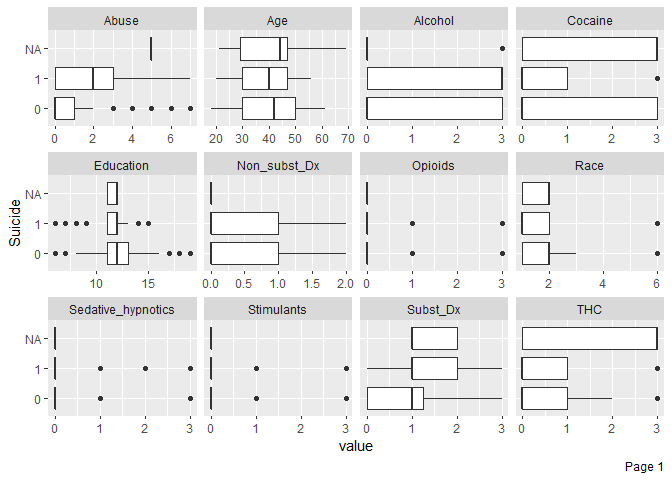 Abuse Age Alcohol Cocaine
NA
1
0
0 2 4 6 20 30 40 50 60 70 0 1 2 3 0 1 2 3
Education Non_subst_Dx Opioids Race
NA
1
0
10 15 0.0 0.5 1.0 1.5 2.0 0 1 2 3 2 4 6
Sedative_hypnotics Stimulants Subst_Dx THC
NA
1
0
0 1 2 3 0 1 2 3 0 1 2 3 0 1 2 3
Suicide
value
Page 1